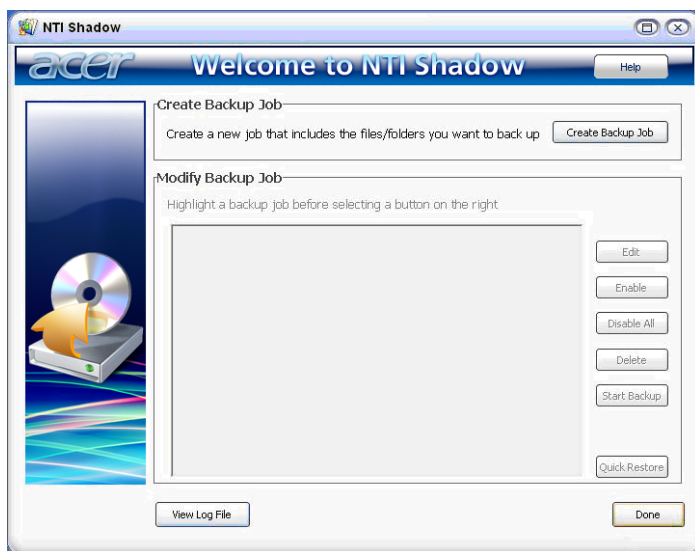 NTI Shadow
acer
Welcome to NTI Shadow
Help
Create Backup Job
Create a new job that includes the files/folders you want to back up
Create Backup Job
Modify Backup Job
Highlight a backup job before selecting a button on the right
Edit
Enable
Disable All
Delete
Start Backup
Quick Restore
View Log File
Done